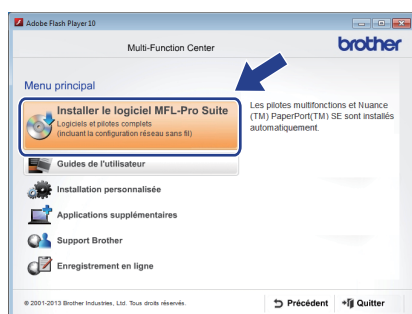 Adobe Flash Player 10
Multi-Function Center
brother
Menu principal
Installer le logiciel MFL-Pro Suite
Logiciels et pilotes complets
(incluant la configuration réseau sans fil)
Les pilotes multifonctions et Nuance
(TM) PaperPort(TM) SE sont installés
automatiquement.
Guides de l'utilisateur
Installation personnalisée
Applications supplémentaires
Support Brother
Enregistrement en ligne
© 2001-2013 Brother Industries, Ltd. Tous droits réservés.
Précédent
Quitter